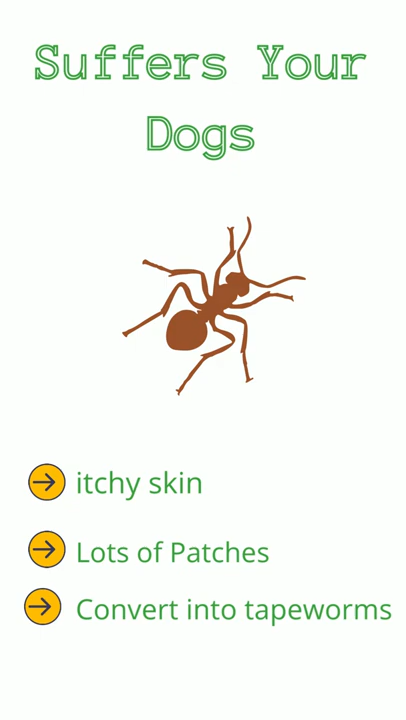 Suffers Your
Dogs
itchy skin
Lots of Patches
Convert into tapeworms